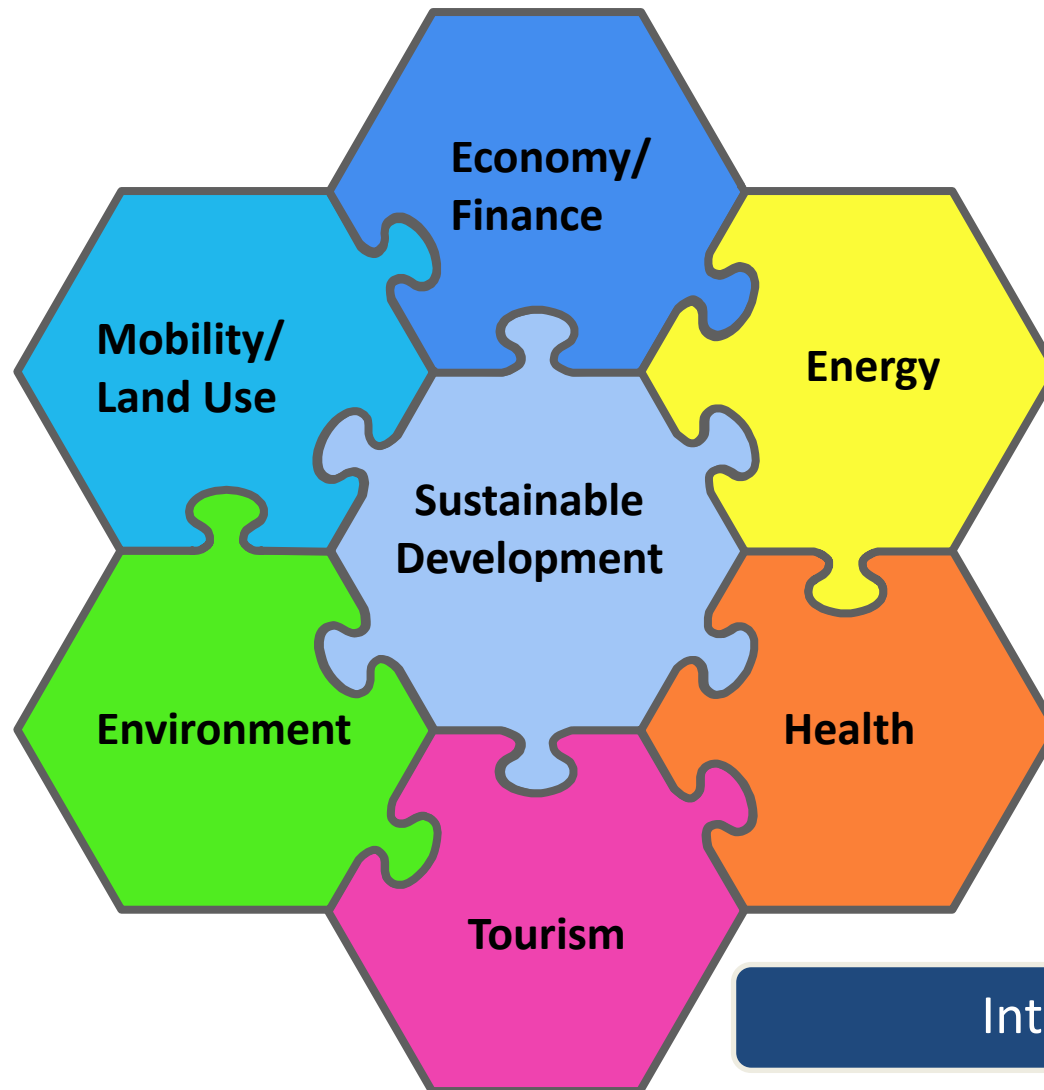 Economy/
Finance
Mobility/
Land Use
Energy
Sustainable
Development
Environment
Health
Tourism
Int